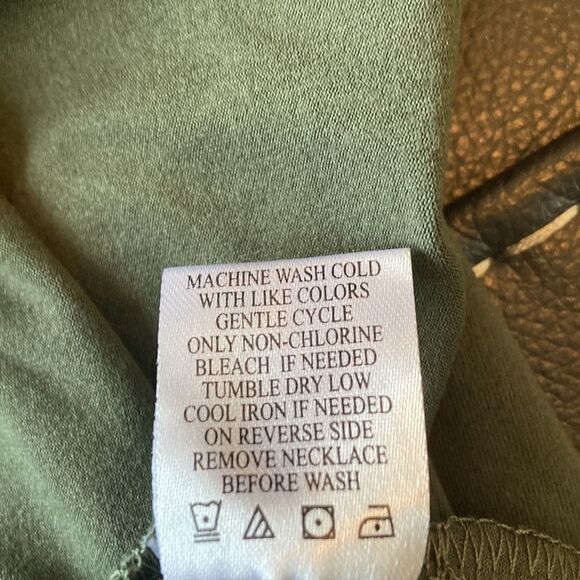 MACHINE WASH COLD
WITH LIKE COLORS
GENTLE CYCLE
ONLY NON-CHLORINE
BLEACH IF NEEDED
TUMBLE DRY LOW
COOL IRON IF NEEDED
ON REVERSE SIDE
REMOVE NECKLACE
BEFORE WASH